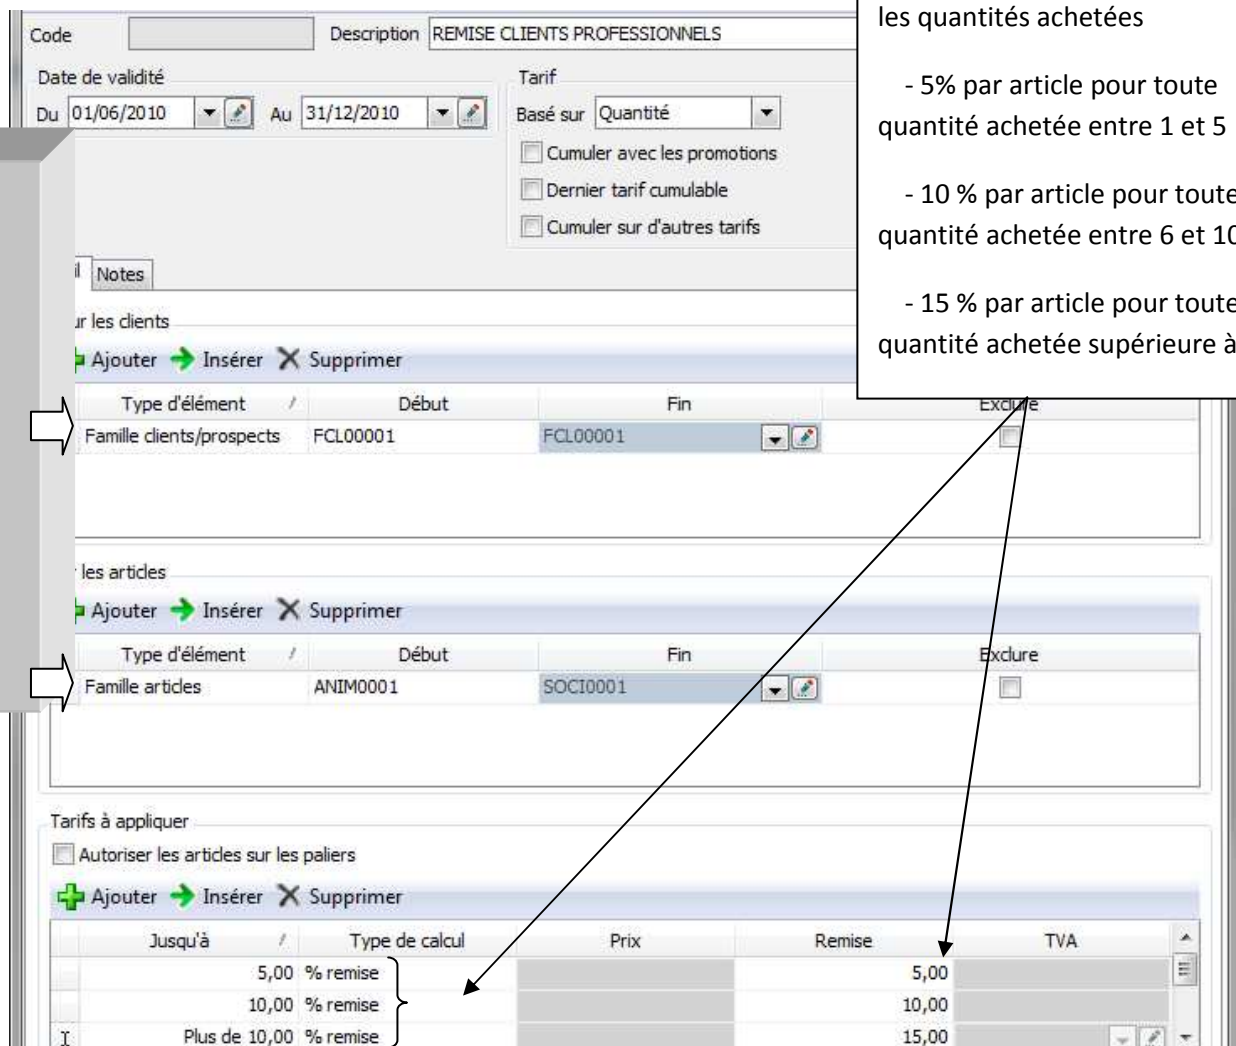 les quantités achetées
- 5% par article pour toute
quantité achetée entre 1 et 5
- 10 % par article pour toute
quantité achetée entre 6 et 10
- 15 % par article pour toute
quantité achetée supérieure à
Code Description REMISE CLIENTS PROFESSIONNELS
Date de validité
Du 01/06/2010 Au 31/12/2010
Tarif
Basé sur Quantité
Cumuler avec les promotions
Dernier tarif cumulable
Cumuler sur d'autres tarifs
Notes
les clients
Ajouter Insérer Supprimer
Type d'élément Début Fin Exclure
Famille clients/prospects FCL00001 FCL00001
les articles
Ajouter Insérer Supprimer
Type d'élément Début Fin Exclure
Famille articles ANIM0001 SOCI0001
Tarifs à appliquer
Autoriser les articles sur les paliers
Ajouter Insérer Supprimer
Jusqu'à Type de calcul Prix Remise TVA
5,00 % remise 5,00
10,00 % remise 10,00
Plus de 10,00 % remise 15,00